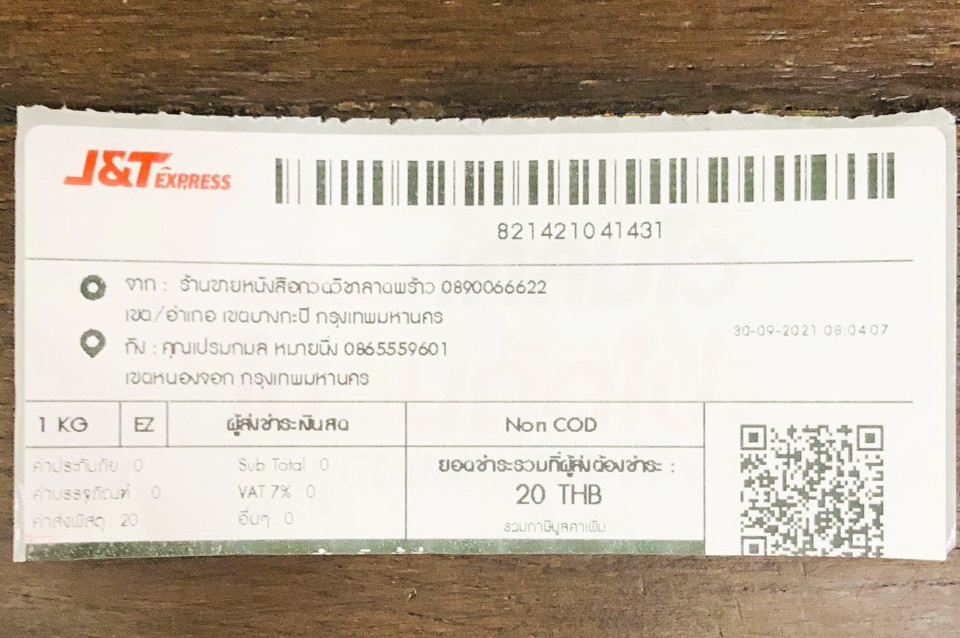 J&T EXPRESS
821421041431
จาก : ร้านขายหนังสือกวดวิชาลาดพร้าว 0890066622
เขต/อำเภอ เขตบางกะปิ กรุงเทพมหานคร
30-09-2021 08:04:07
ถึง : คุณเปรมกมล หมายนิ่ง 0865559601
เขตหนองจอก กรุงเทพมหานคร
1 KG EZ ผู้ส่งชำระเงินสด Non COD
ค่าประกันภัย : 0 Sub Total : 0 ยอดชำระรวมที่ผู้ส่งต้องชำระ :
ค่าบรรจุภัณฑ์ : 0 VAT 7% : 0 20 THB
ค่าส่งพัสดุ : 20 อื่นๆ : 0 รวมภาษีมูลค่าเพิ่ม